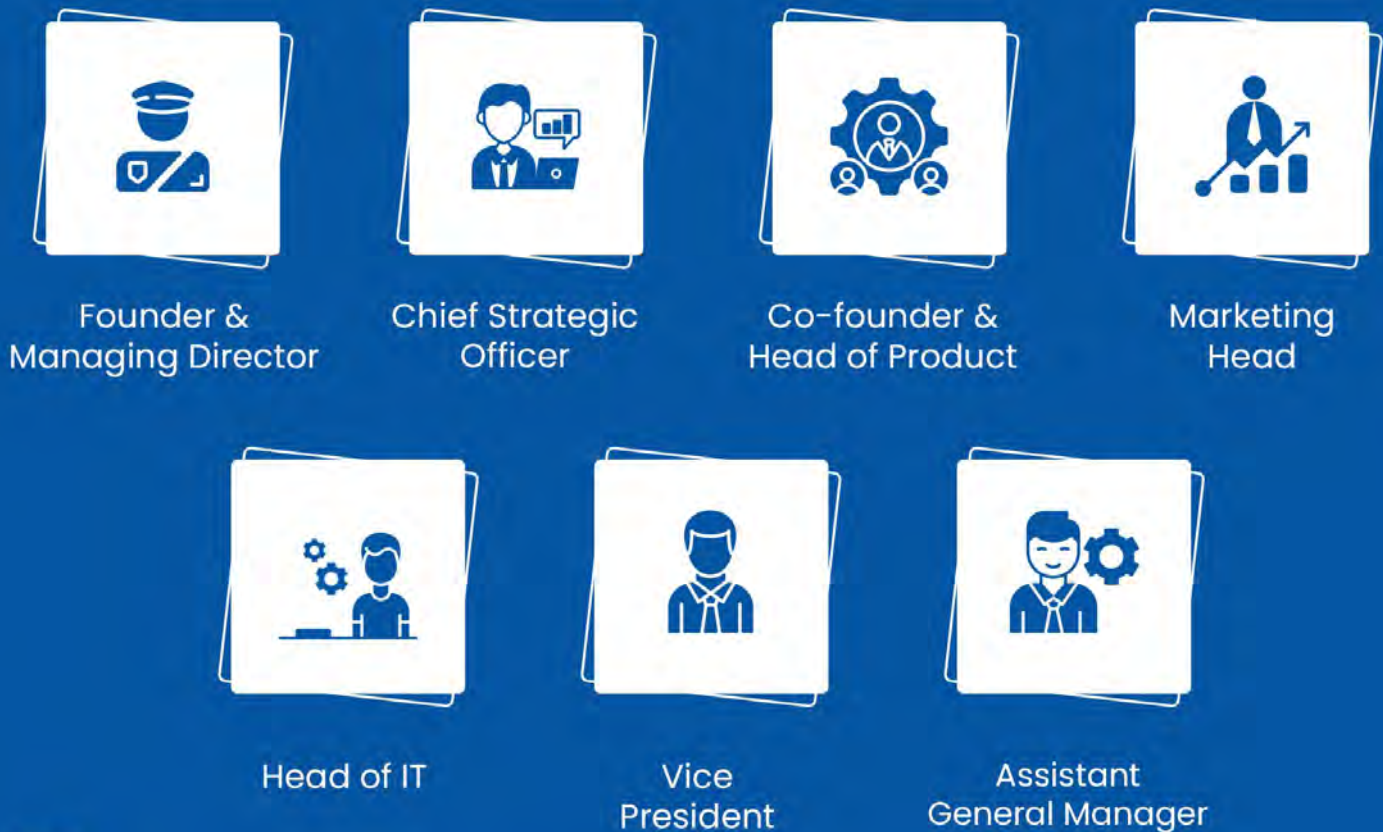 Founder &
Managing Director
Chief Strategic
Officer
Co-founder &
Head of Product
Marketing
Head
Head of IT
Vice
President
Assistant
General Manager